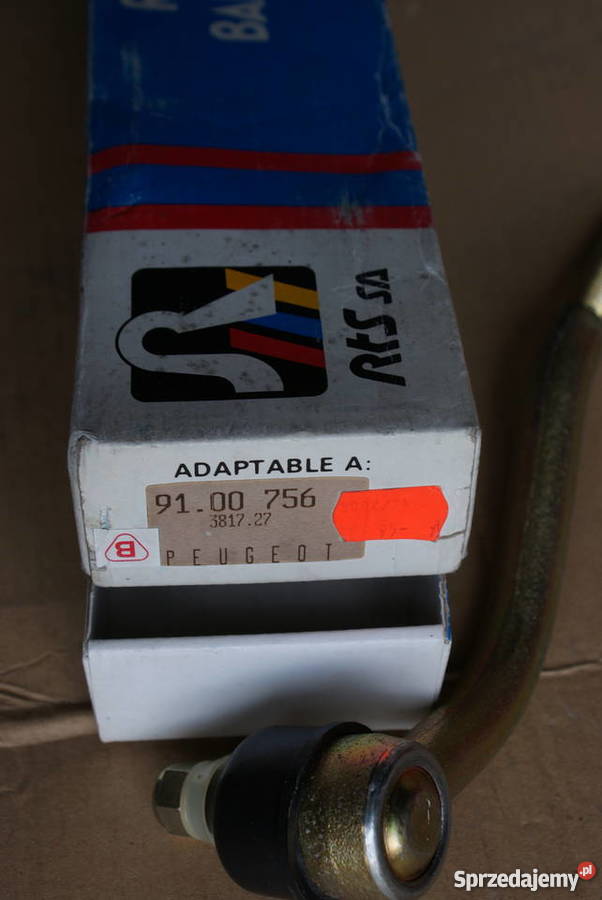 BA
RtS SA
ADAPTABLE A:
91.00 756
3817.27
B
PEUGEOT
Sprzedajemy.pl